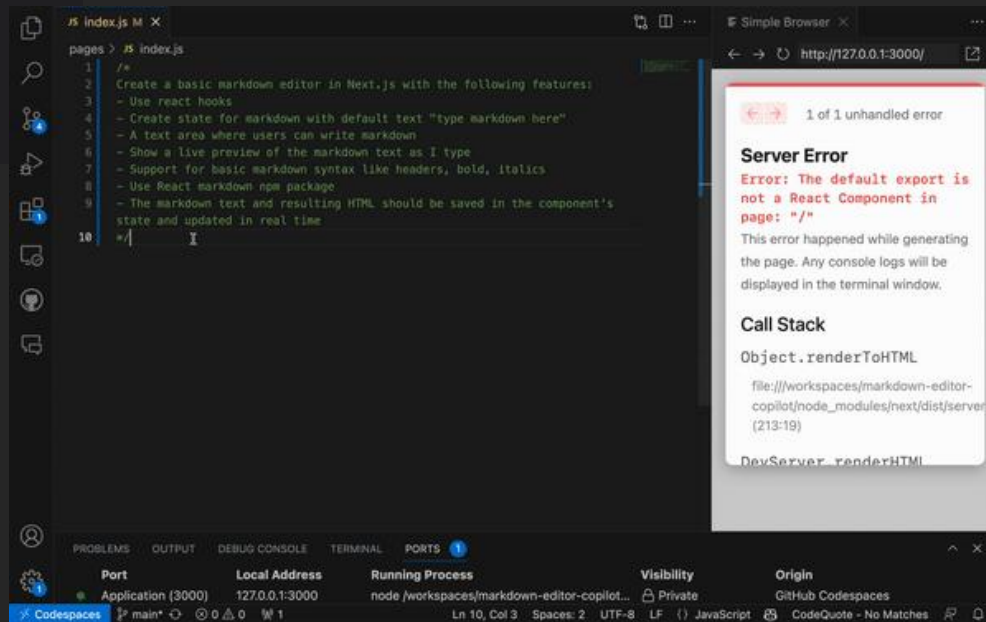 JS index.js M ×
pages > JS index.js
1 /*
2 Create a basic markdown editor in Next.js with the following features:
3 - Use react hooks
4 - Create state for markdown with default text "type markdown here"
5 - A text area where users can write markdown
6 - Show a live preview of the markdown text as I type
7 - Support for basic markdown syntax like headers, bold, italics
8 - Use React markdown npm package
9 - The markdown text and resulting HTML should be saved in the component's
state and updated in real time
10 */
Simple Browser ×
http://127.0.0.1:3000/
1 of 1 unhandled error
Server Error
Error: The default export is
not a React Component in
page: "/"
This error happened while generating
the page. Any console logs will be
displayed in the terminal window.
Call Stack
Object.renderToHTML
file:///workspaces/markdown-editor-
copilot/node_modules/next/dist/server
(213:19)
DevServer.renderHTML
4
1
1
PROBLEMS OUTPUT DEBUG CONSOLE TERMINAL PORTS 1
Port Local Address Running Process Visibility Origin
Application (3000) 127.0.0.1:3000 node /workspaces/markdown-editor-copilot... Private GitHub Codespaces
Codespaces main* 0 0 1 Ln 10, Col 3 Spaces: 2 UTF-8 LF {} JavaScript CodeQuote - No Matches